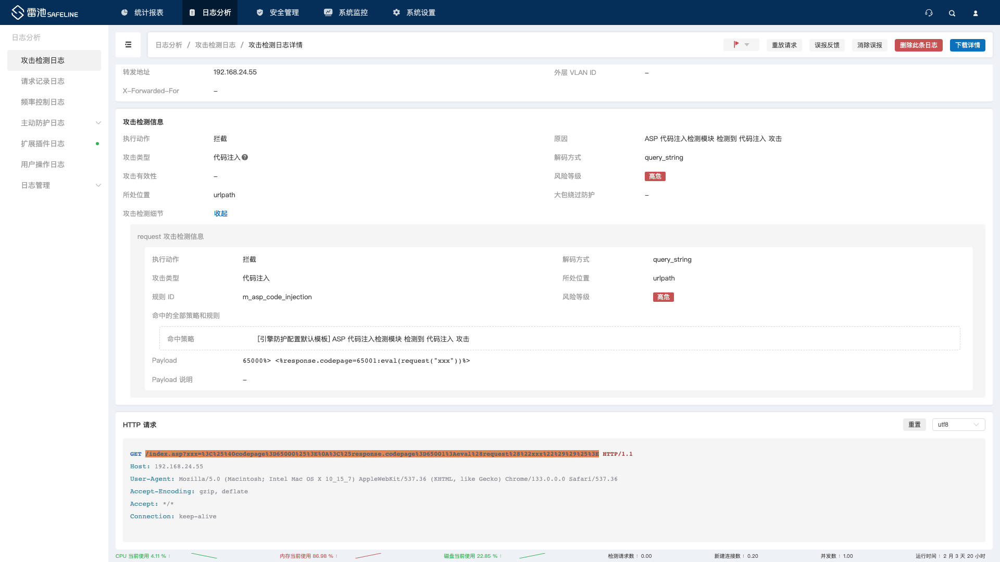 雷池 SAFELINE
统计报表
日志分析
安全管理
系统监控
系统设置
日志分析
攻击检测日志
请求记录日志
频率控制日志
主动防护日志
扩展插件日志
用户操作日志
日志管理
日志分析 / 攻击检测日志 / 攻击检测日志详情
重放请求
误报反馈
消除误报
删除此条日志
下载详情
转发地址 192.168.24.55 外层 VLAN ID –
X-Forwarded-For –
攻击检测信息
执行动作 拦截 原因 ASP 代码注入检测模块 检测到 代码注入 攻击
攻击类型 代码注入 解码方式 query_string
攻击有效性 – 风险等级 高危
所处位置 urlpath 大包绕过防护 –
攻击检测细节 收起
request 攻击检测信息
执行动作 拦截 解码方式 query_string
攻击类型 代码注入 所处位置 urlpath
规则 ID m_asp_code_injection 风险等级 高危
命中的全部策略和规则
命中策略 [引擎防护配置默认模板] ASP 代码注入检测模块 检测到 代码注入 攻击
Payload 65000%> <%response.codepage=65001:eval(request("xxx"))%>
Payload 说明 –
HTTP 请求 重置 utf8
GET /index.asp?xxx=%3C%25%40codepage%3D65000%25%3E%0A%3C%25response.codepage%3D65001%3Aeval%28request%28%22xxx%22%29%29%25%3E HTTP/1.1
Host: 192.168.24.55
User-Agent: Mozilla/5.0 (Macintosh; Intel Mac OS X 10_15_7) AppleWebKit/537.36 (KHTML, like Gecko) Chrome/133.0.0.0 Safari/537.36
Accept-Encoding: gzip, deflate
Accept: */*
Connection: keep-alive
CPU 当前使用 4.11 %： 内存当前使用 86.98 %： 磁盘当前使用 22.85 %： 检测请求数：0.00 新建连接数：0.20 并发数：1.00 运行时间：2 月 3 天 20 小时